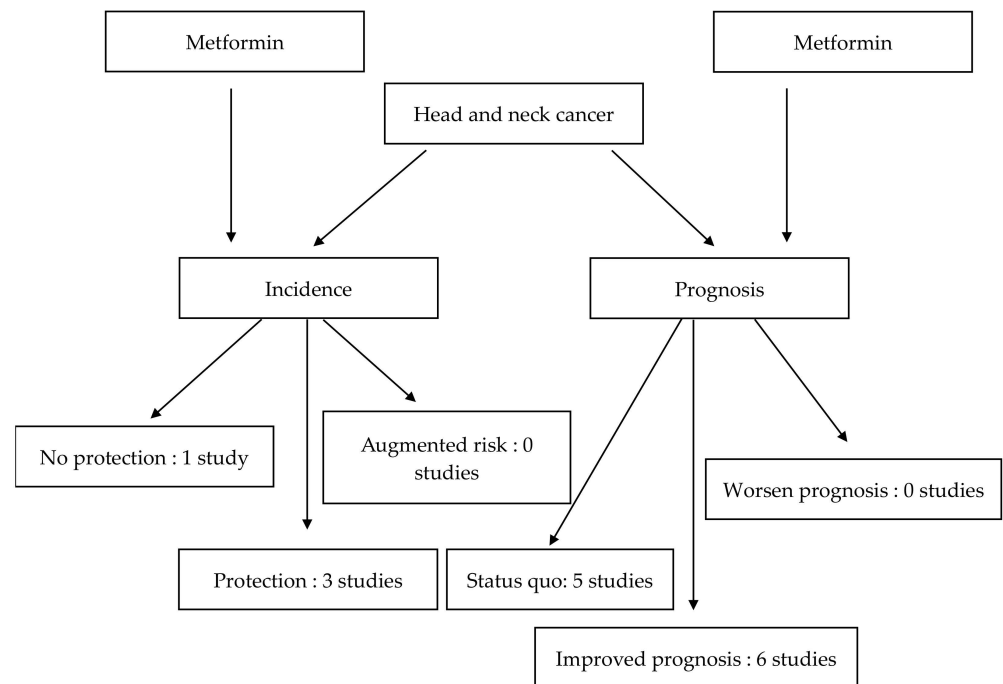 Metformin
Metformin
Head and neck cancer
Incidence
Prognosis
No protection : 1 study
Augmented risk : 0
studies
Worsen prognosis : 0 studies
Protection : 3 studies
Status quo: 5 studies
Improved prognosis : 6 studies